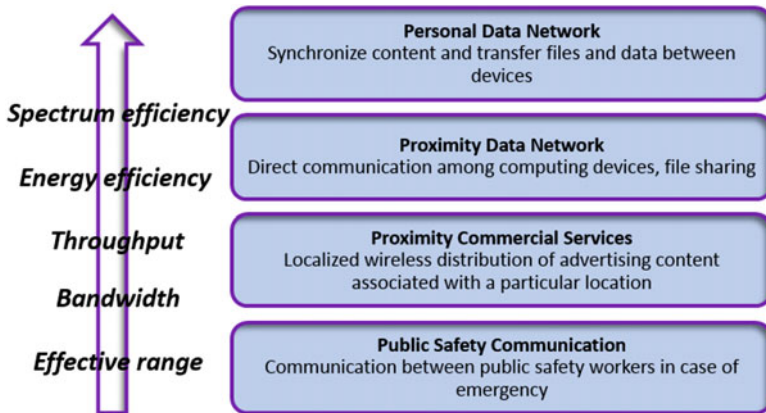 Personal Data Network
Synchronize content and transfer files and data between
devices
Spectrum efficiency
Proximity Data Network
Direct communication among computing devices, file sharing
Energy efficiency
Throughput
Proximity Commercial Services
Localized wireless distribution of advertising content
associated with a particular location
Bandwidth
Public Safety Communication
Communication between public safety workers in case of
emergency
Effective range